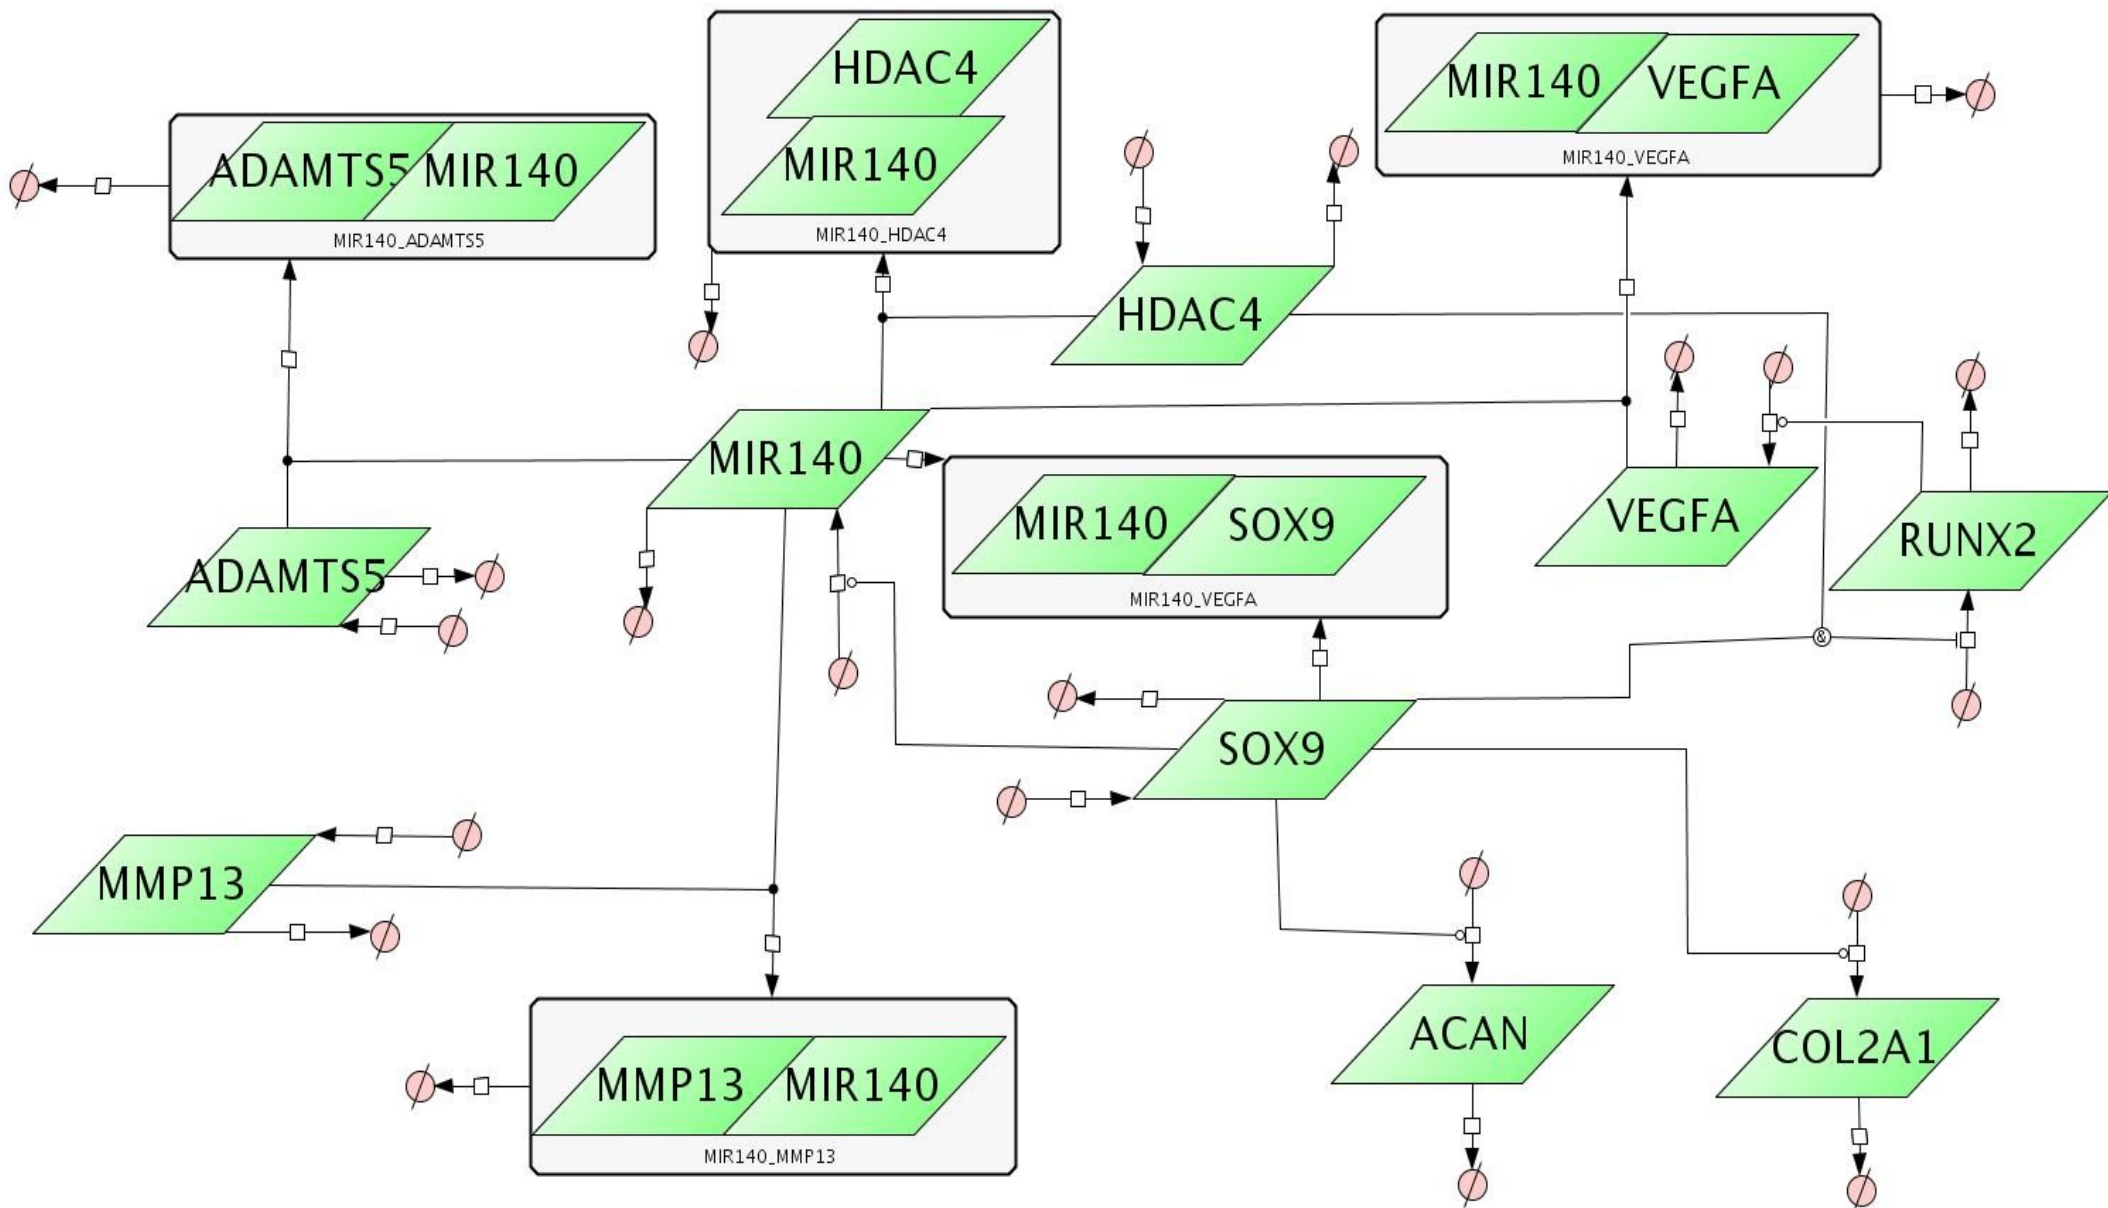 HDAC4
MIR140
MIR140_HDAC4
MIR140 VEGFA
MIR140_VEGFA
ADAMTS5 MIR140
MIR140_ADAMTS5
HDAC4
MIR140
MIR140 SOX9
MIR140_VEGFA
VEGFA
RUNX2
ADAMTS5
&
SOX9
MMP13
ACAN
COL2A1
MMP13 MIR140
MIR140_MMP13